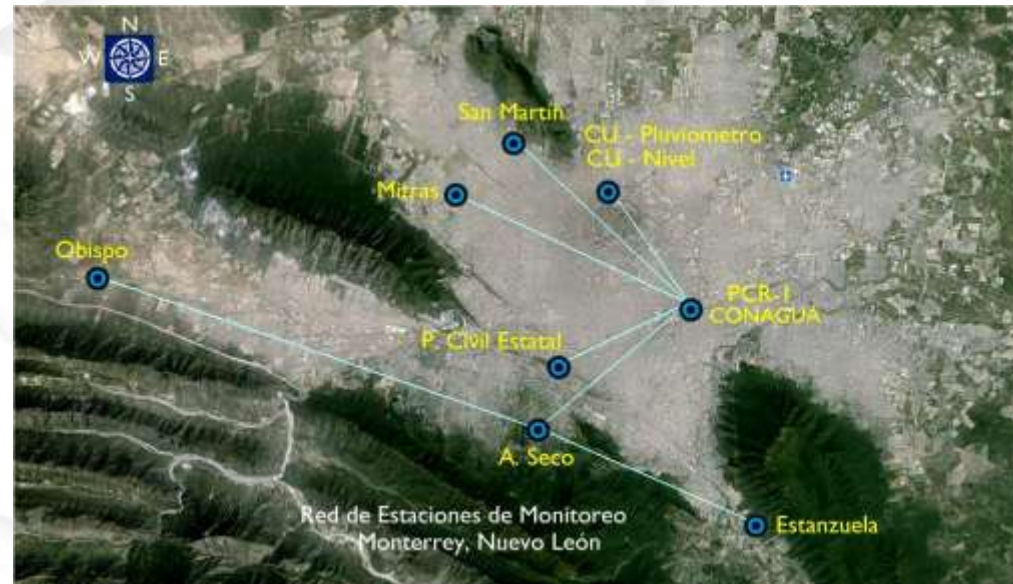 N
W E
S
San Martín
CU - Pluviometro
CU - Nivel
Mitras
Obispo
PCR-1
CONAGUA
P. Civil Estatal
A. Seco
Red de Estaciones de Monitoreo
Monterrey, Nuevo León
Estanzuela